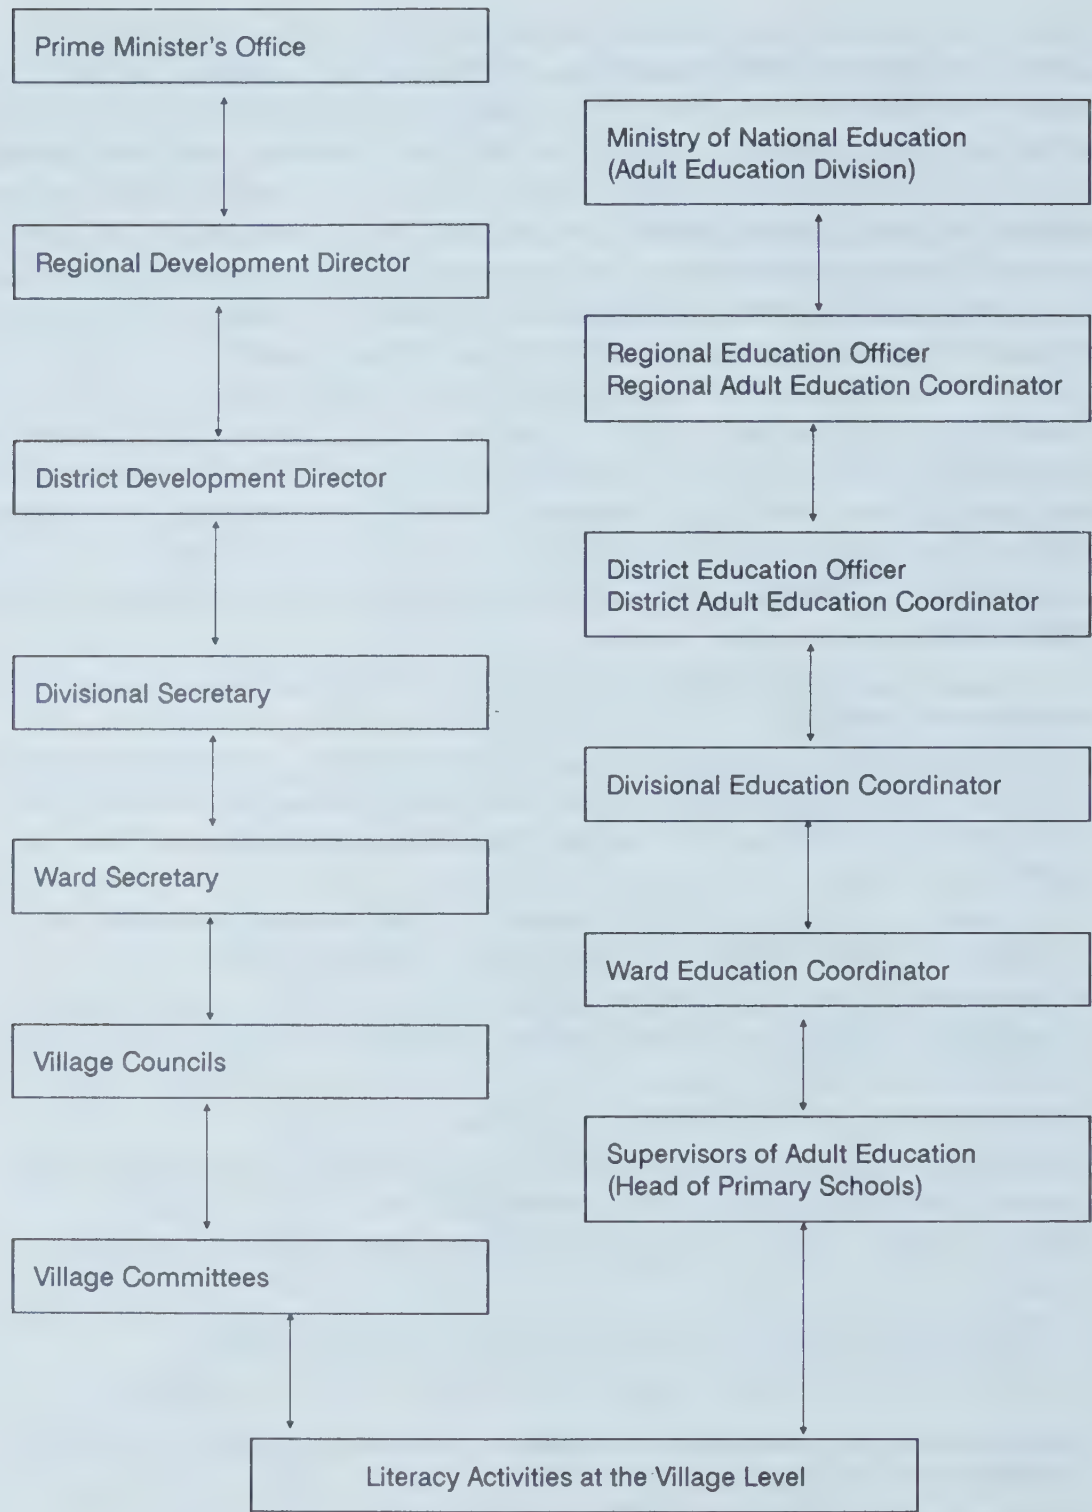 Prime Minister's Office
Regional Development Director
District Development Director
Divisional Secretary
Ward Secretary
Village Councils
Village Committees
Ministry of National Education
(Adult Education Division)
Regional Education Officer
Regional Adult Education Coordinator
District Education Officer
District Adult Education Coordinator
Divisional Education Coordinator
Ward Education Coordinator
Supervisors of Adult Education
(Head of Primary Schools)
Literacy Activities at the Village Level